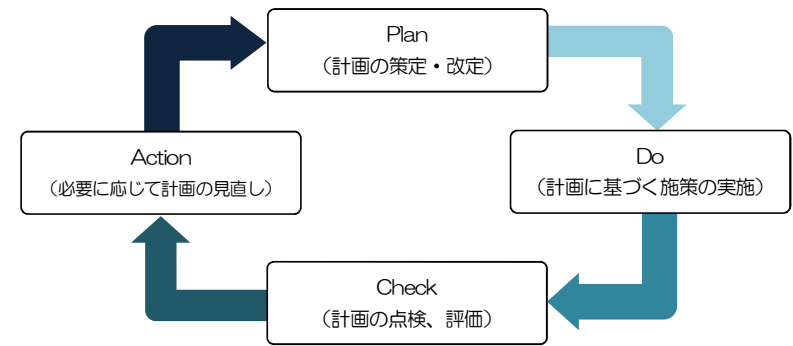 Plan
（計画の策定・改定）
Do
（計画に基づく施策の実施）
Check
（計画の点検、評価）
Action
（必要に応じて計画の見直し）